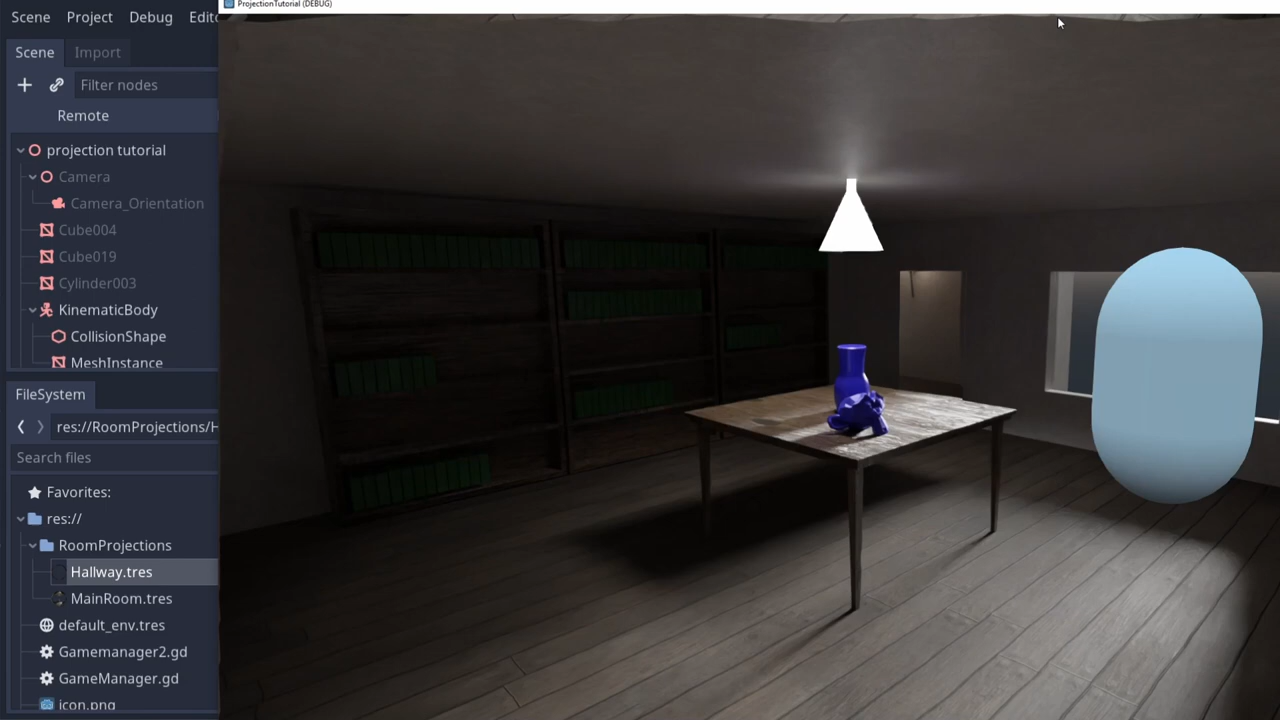 ProjectionTutorial (DEBUG)
Scene Project Debug
Scene Import
Filter nodes
Remote
projection tutorial
Camera
Camera_Orientation
Cube004
Cube019
Cylinder003
KinematicBody
CollisionShape
MeshInstance
FileSystem
res://RoomProjections/H
Search files
Favorites:
res://
RoomProjections
Hallway.tres
MainRoom.tres
default_env.tres
Gamemanager2.gd
GameManager.gd
icon.png